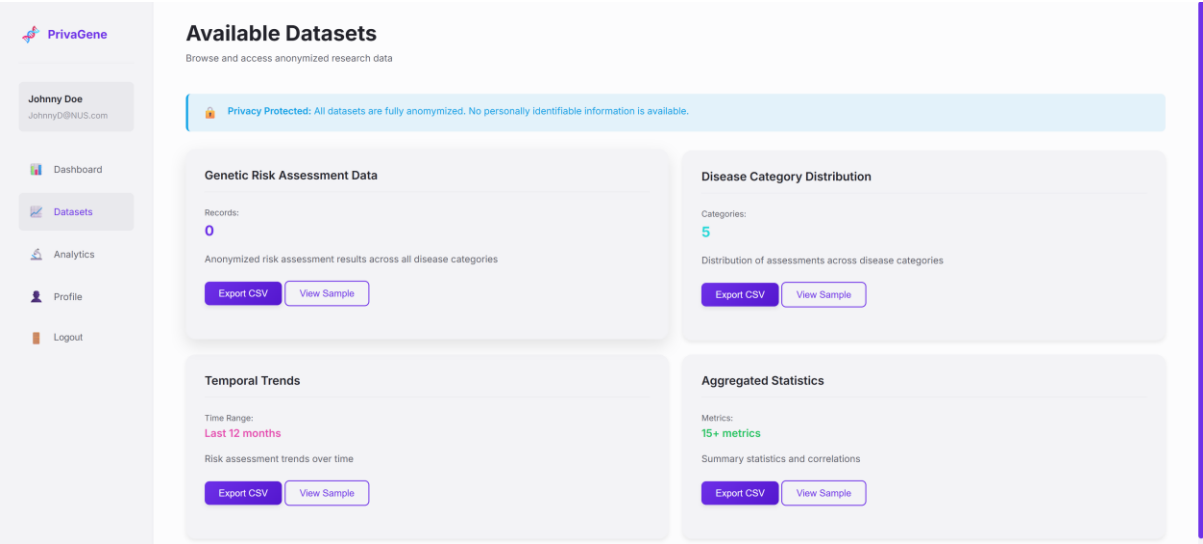 PrivaGene
Johnny Doe
JohnnyD@NUS.com
Dashboard
Datasets
Analytics
Profile
Logout
Available Datasets
Browse and access anonymized research data
Privacy Protected: All datasets are fully anomymized. No personally identifiable information is available.
Genetic Risk Assessment Data
Records:
0
Anonymized risk assessment results across all disease categories
Export CSV View Sample
Disease Category Distribution
Categories:
5
Distribution of assessments across disease categories
Export CSV View Sample
Temporal Trends
Time Range:
Last 12 months
Risk assessment trends over time
Export CSV View Sample
Aggregated Statistics
Metrics:
15+ metrics
Summary statistics and correlations
Export CSV View Sample